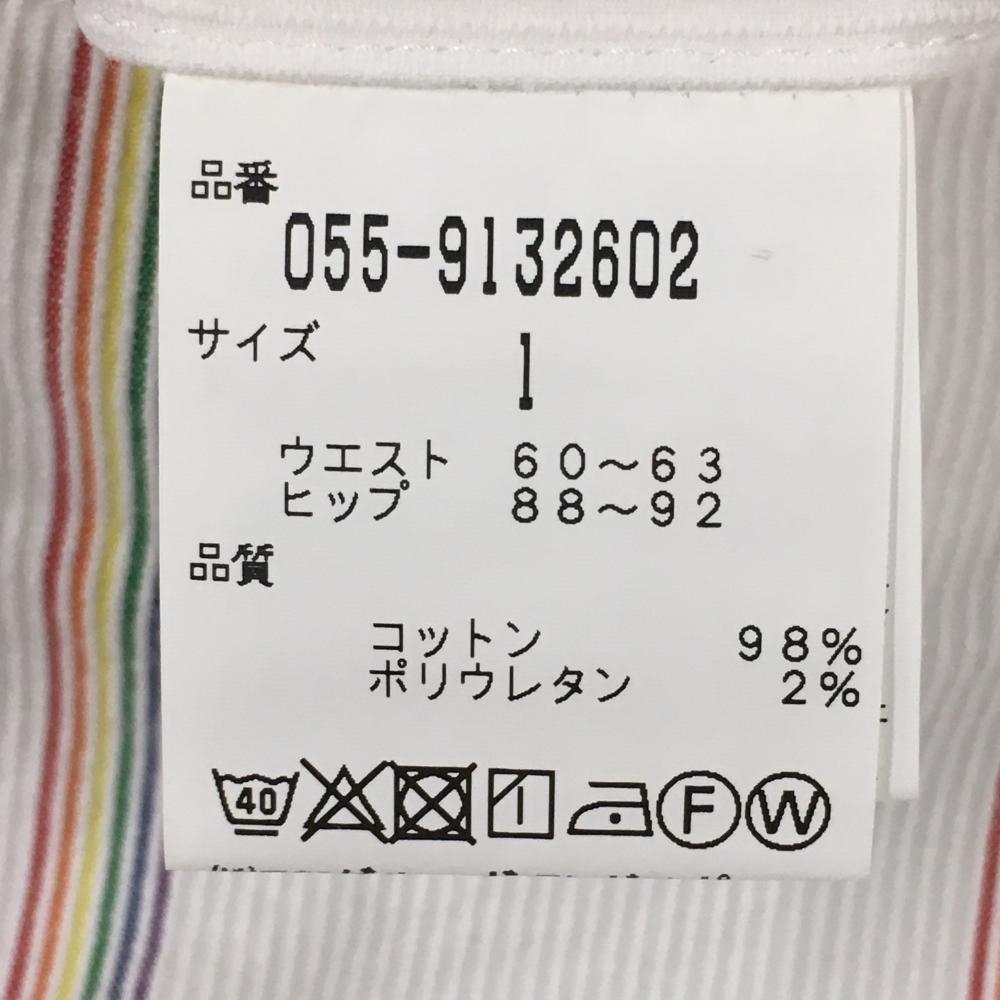 品番
055-9132602
サイズ
1
ウエスト 60～63
ヒップ 88～92
品質
コットン 98%
ポリウレタン 2%
40 F W